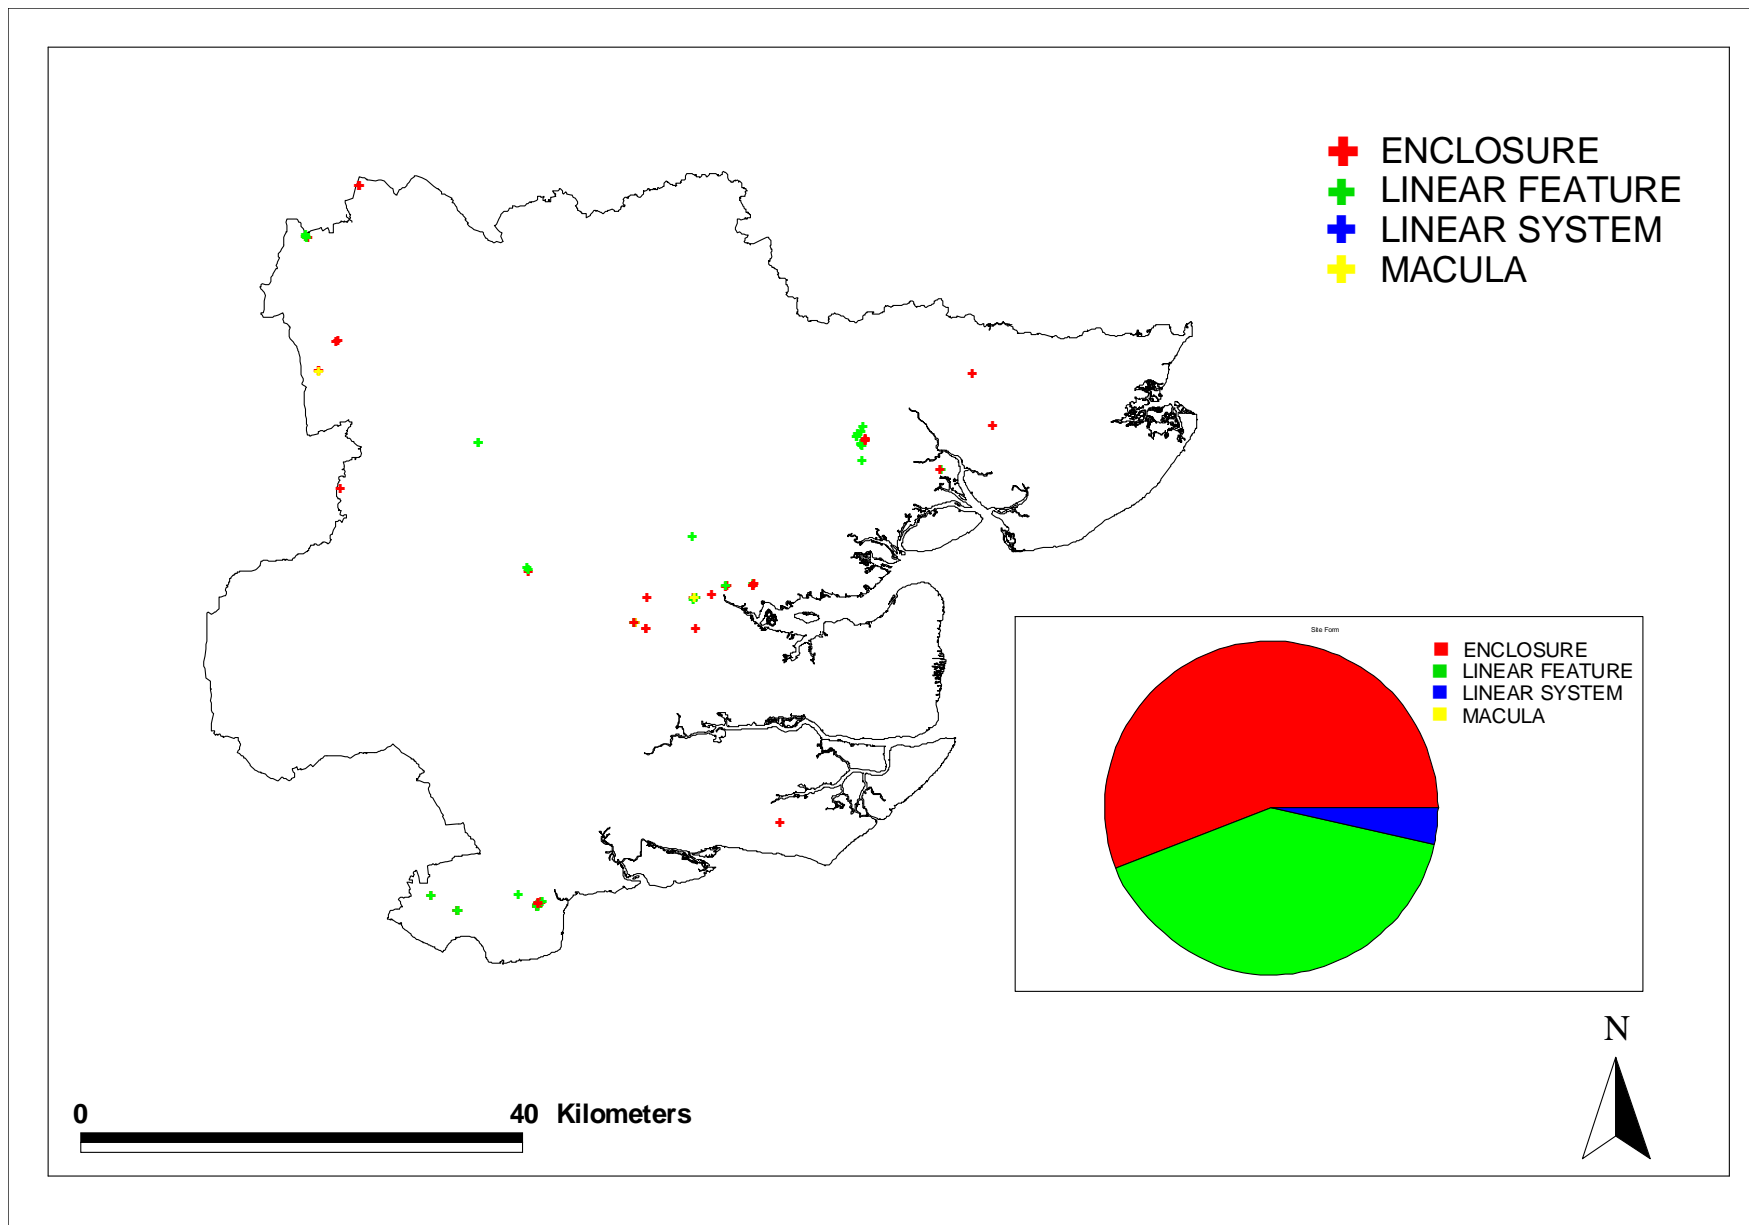 ENCLOSURE
LINEAR FEATURE
LINEAR SYSTEM
MACULA
Site Form
ENCLOSURE
LINEAR FEATURE
LINEAR SYSTEM
MACULA
N
0 40 Kilometers